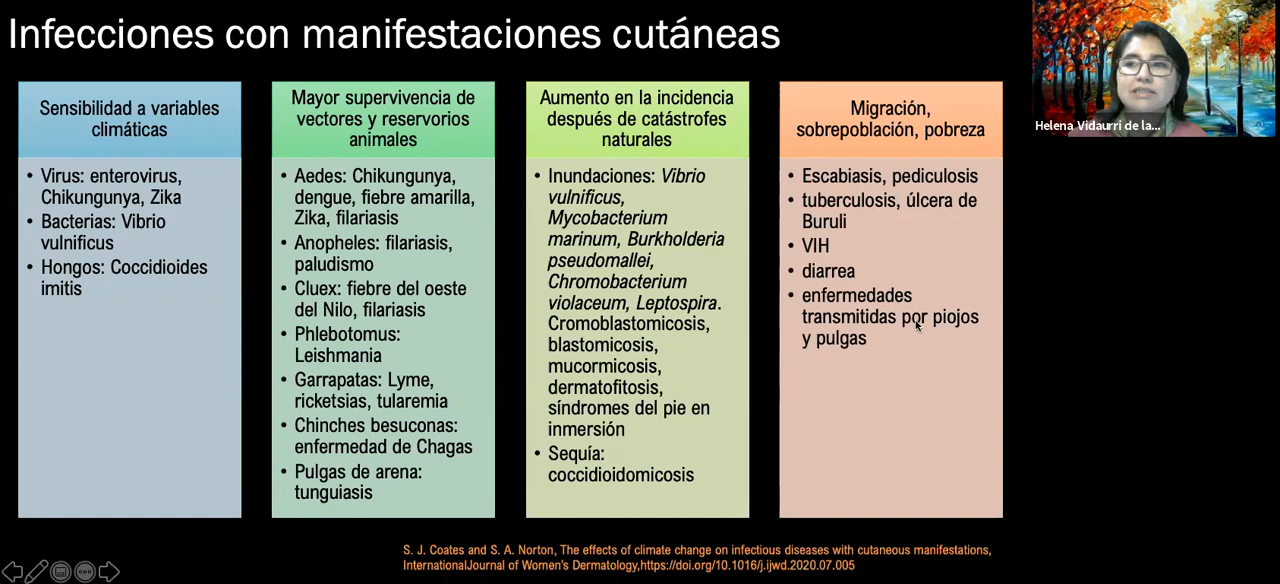 Infecciones con manifestaciones cutáneas
Helena Vidaurri de la...
Sensibilidad a variables
climáticas
• Virus: enterovirus,
Chikungunya, Zika
• Bacterias: Vibrio
vulnificus
• Hongos: Coccidioides
imitis
Mayor supervivencia de
vectores y reservorios
animales
• Aedes: Chikungunya,
dengue, fiebre amarilla,
Zika, filariasis
• Anopheles: filariasis,
paludismo
• Cluex: fiebre del oeste
del Nilo, filariasis
• Phlebotomus:
Leishmania
• Garrapatas: Lyme,
ricketsias, tularemia
• Chinches besuconas:
enfermedad de Chagas
• Pulgas de arena:
tunguiasis
Aumento en la incidencia
después de catástrofes
naturales
• Inundaciones: Vibrio
vulnificus,
Mycobacterium
marinum, Burkholderia
pseudomallei,
Chromobacterium
violaceum, Leptospira.
Cromoblastomicosis,
blastomicosis,
mucormicosis,
dermatofitosis,
síndromes del pie en
inmersión
• Sequía:
coccidioidomicosis
Migración,
sobrepoblación, pobreza
• Escabiasis, pediculosis
• tuberculosis, úlcera de
Buruli
• VIH
• diarrea
• enfermedades
transmitidas por piojos
y pulgas
S. J. Coates and S. A. Norton, The effects of climate change on infectious diseases with cutaneous manifestations,
InternationalJournal of Women's Dermatology,https://doi.org/10.1016/j.ijwd.2020.07.005